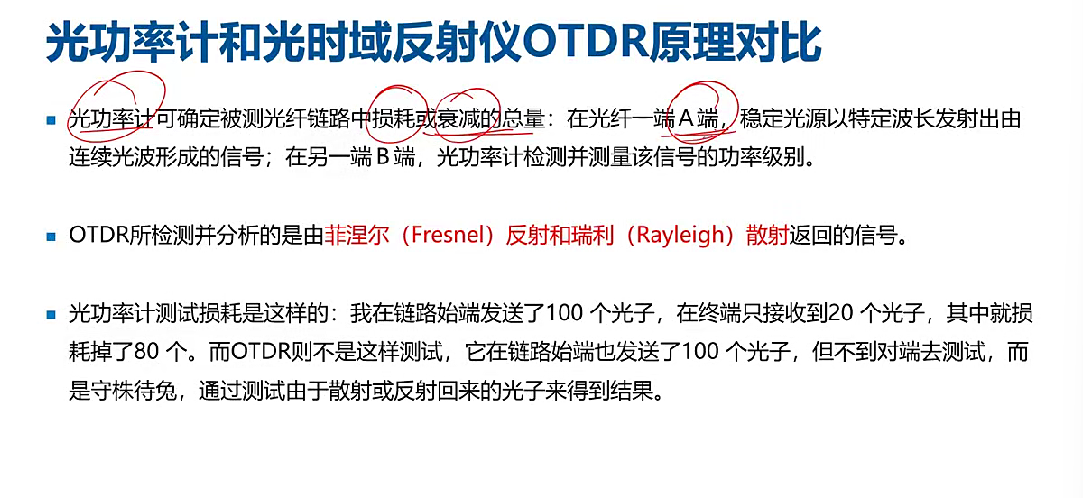 光功率计和光时域反射仪OTDR原理对比
光功率计可确定被测光纤链路中损耗或衰减的总量：在光纤一端A端，稳定光源以特定波长发射出由
连续光波形成的信号；在另一端B端，光功率计检测并测量该信号的功率级别。
OTDR所检测并分析的是由菲涅尔（Fresnel）反射和瑞利（Rayleigh）散射返回的信号。
光功率计测试损耗是这样的：我在链路始端发送了100 个光子，在终端只接收到20 个光子，其中就损
耗掉了80 个。而OTDR则不是这样测试，它在链路始端也发送了100 个光子，但不到对端去测试，而
是守株待兔，通过测试由于散射或反射回来的光子来得到结果。